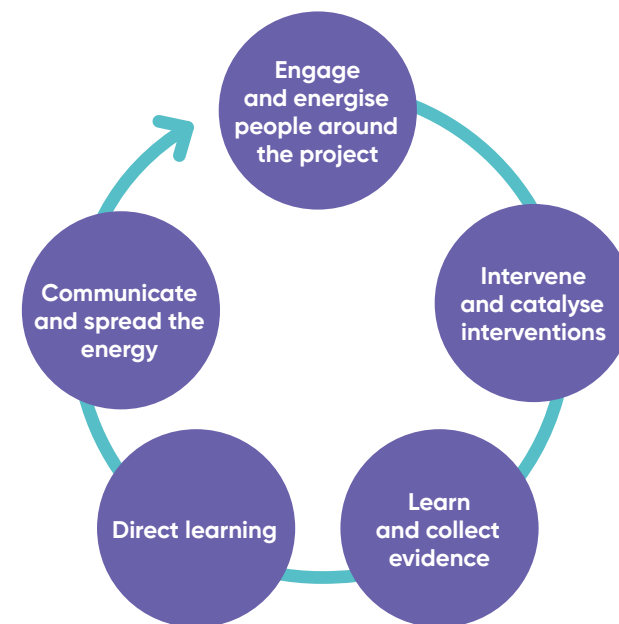 Engage
and energise
people around
the project
Intervene
and catalyse
interventions
Learn
and collect
evidence
Direct learning
Communicate
and spread the
energy